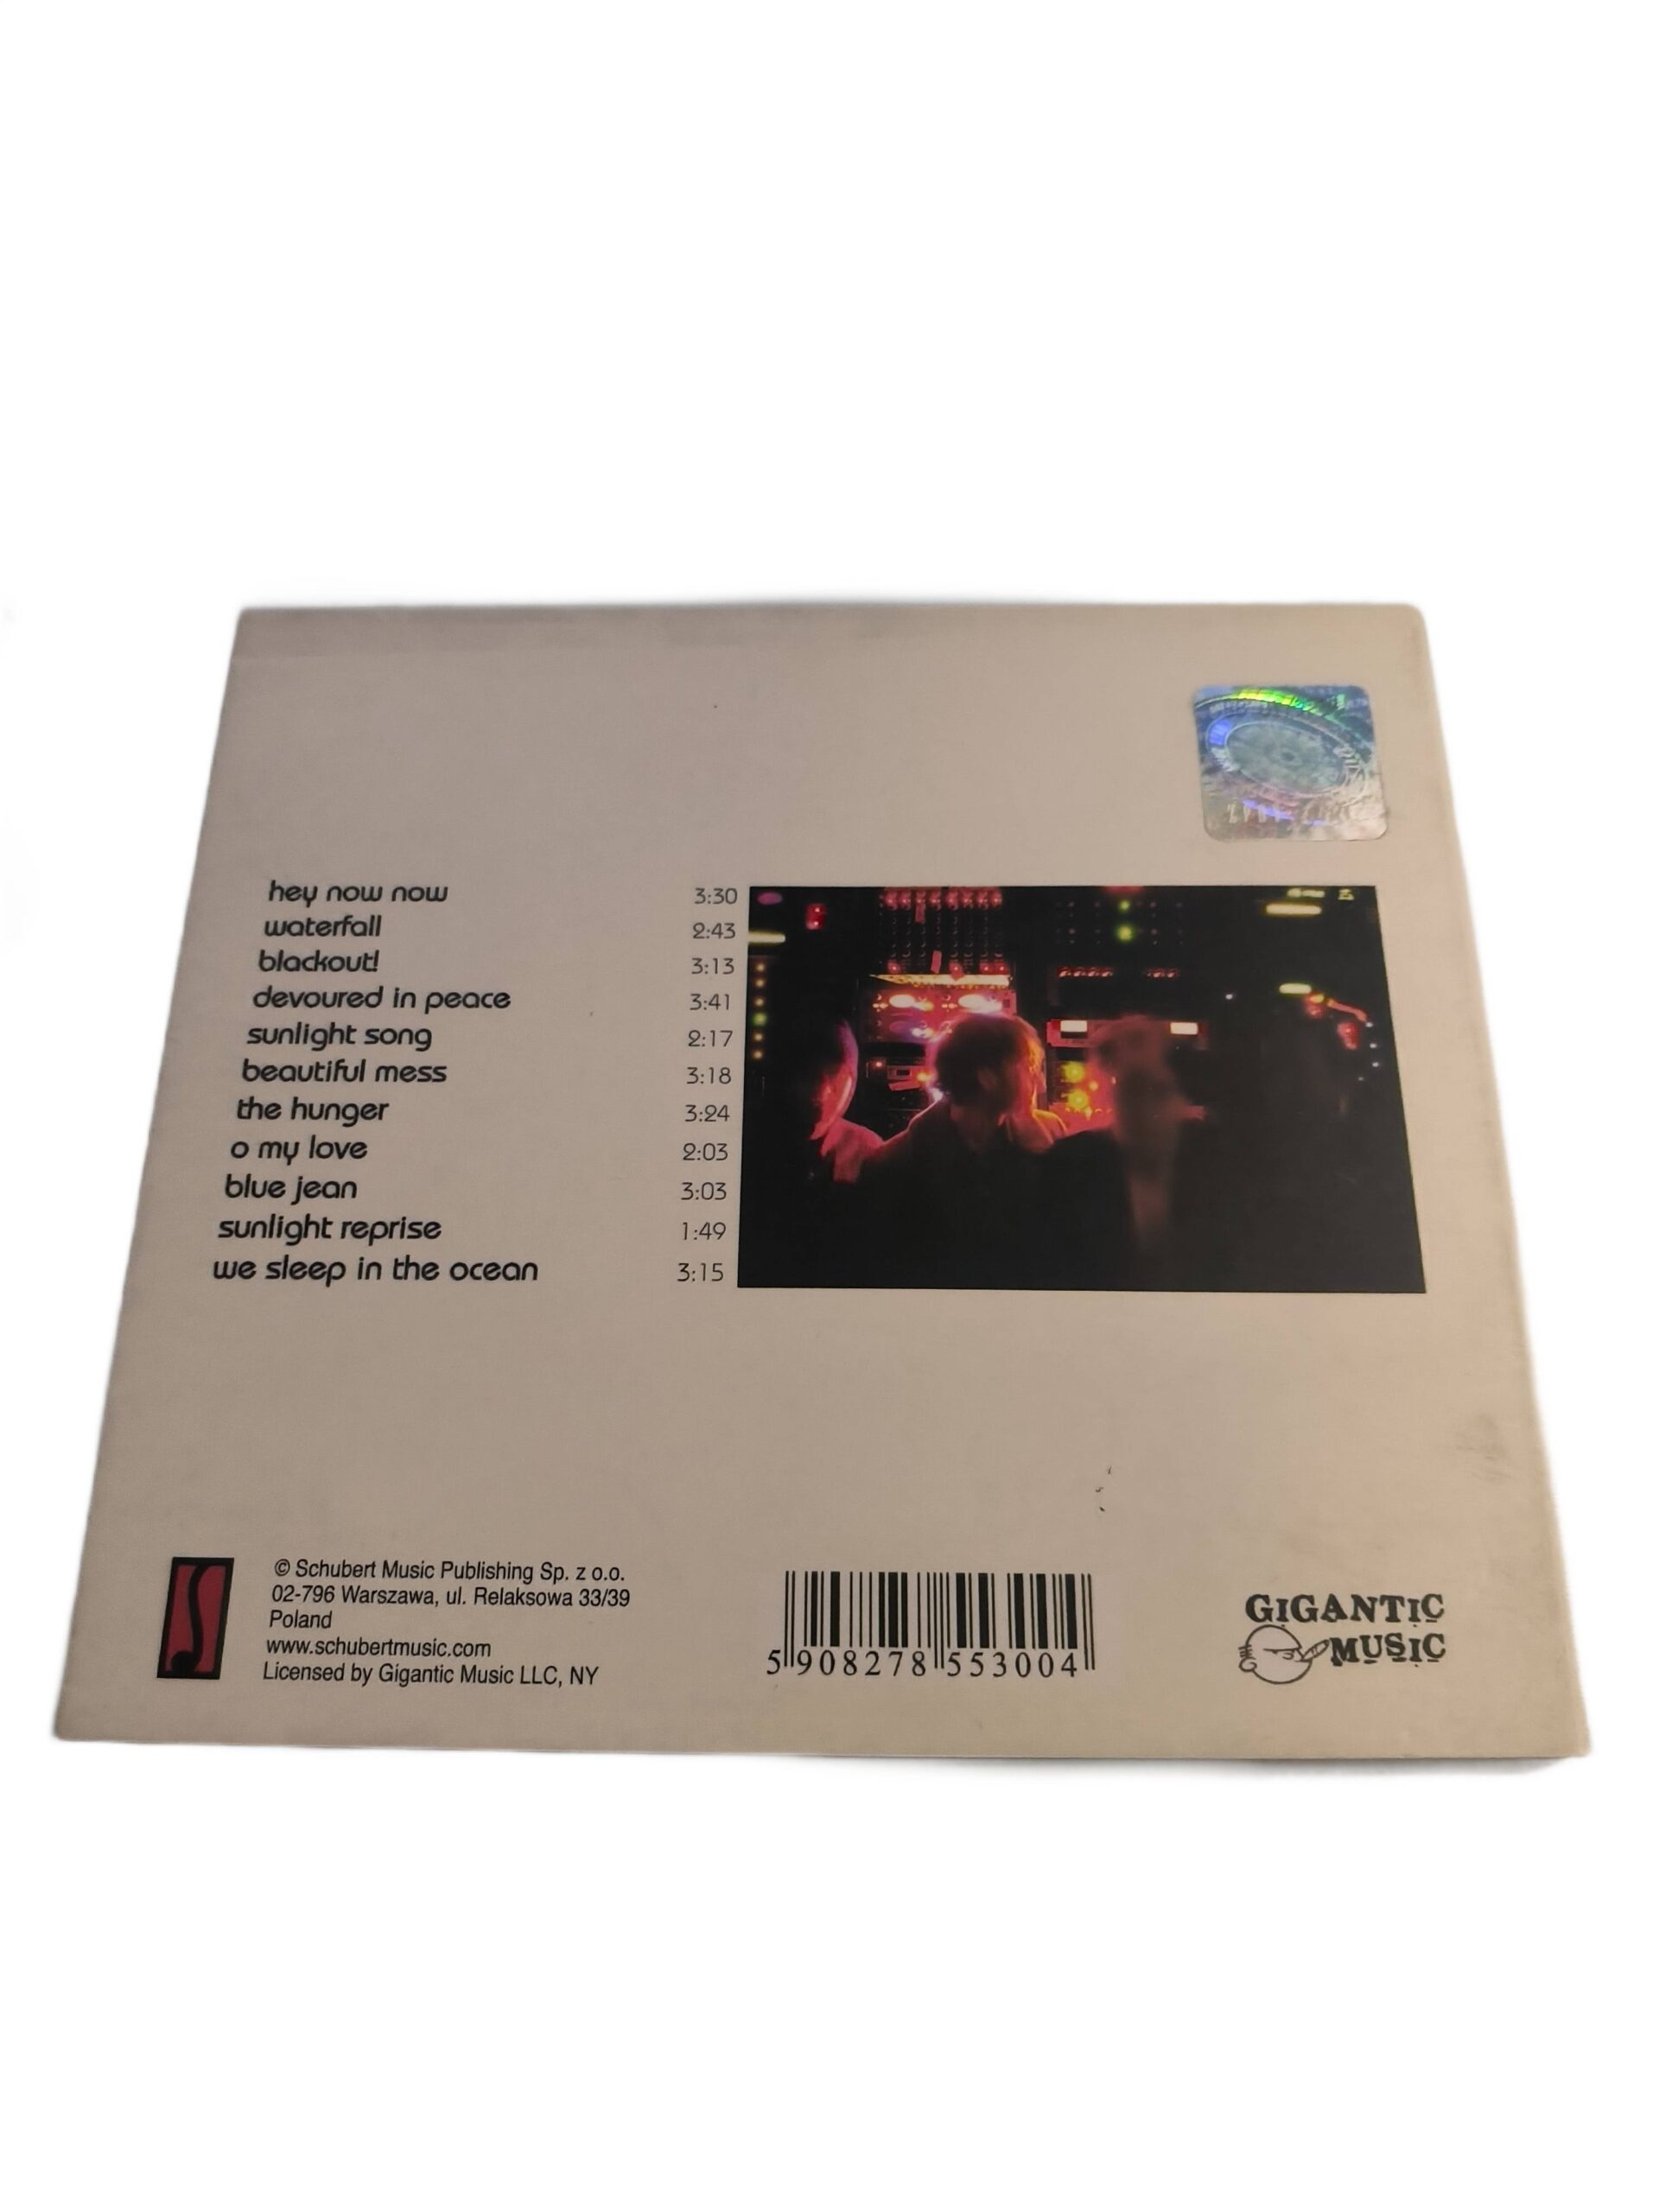 hey now now 3:30
waterfall 2:43
blackout! 3:13
devoured in peace 3:41
sunlight song 2:17
beautiful mess 3:18
the hunger 3:24
o my love 2:03
blue jean 3:03
sunlight reprise 1:49
we sleep in the ocean 3:15
© Schubert Music Publishing Sp. z o.o.
02-796 Warszawa, ul. Relaksowa 33/39
Poland
www.schubertmusic.com
Licensed by Gigantic Music LLC, NY
5 908278 553004
GIGANTIC
MUSIC